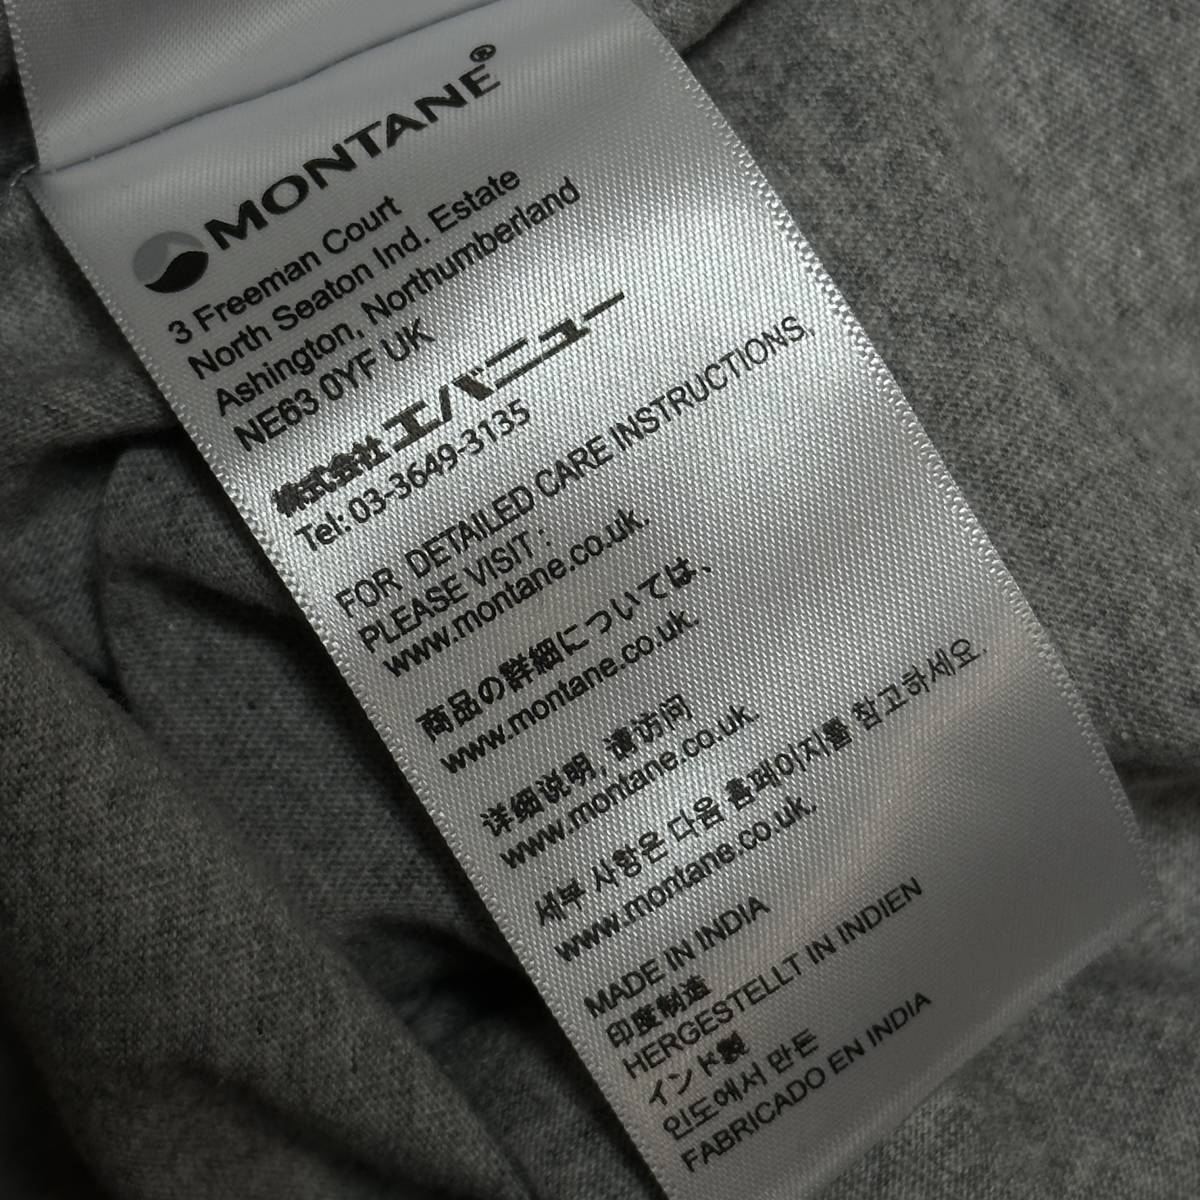 MONTANE®
3 Freeman Court
North Seaton Ind. Estate
Ashington, Northumberland
NE63 0YF UK
株式会社 エバニュー
Tel: 03-3649-3135
FOR DETAILED CARE INSTRUCTIONS,
PLEASE VISIT :
www.montane.co.uk.
商品の詳細については、
www.montane.co.uk.
详细说明, 请访问
www.montane.co.uk.
세부 사항은 다음 홈페이지를 참고하세요.
www.montane.co.uk.
MADE IN INDIA
印度制造
HERGESTELLT IN INDIEN
インド製
인도에서 만든
FABRICADO EN INDIA